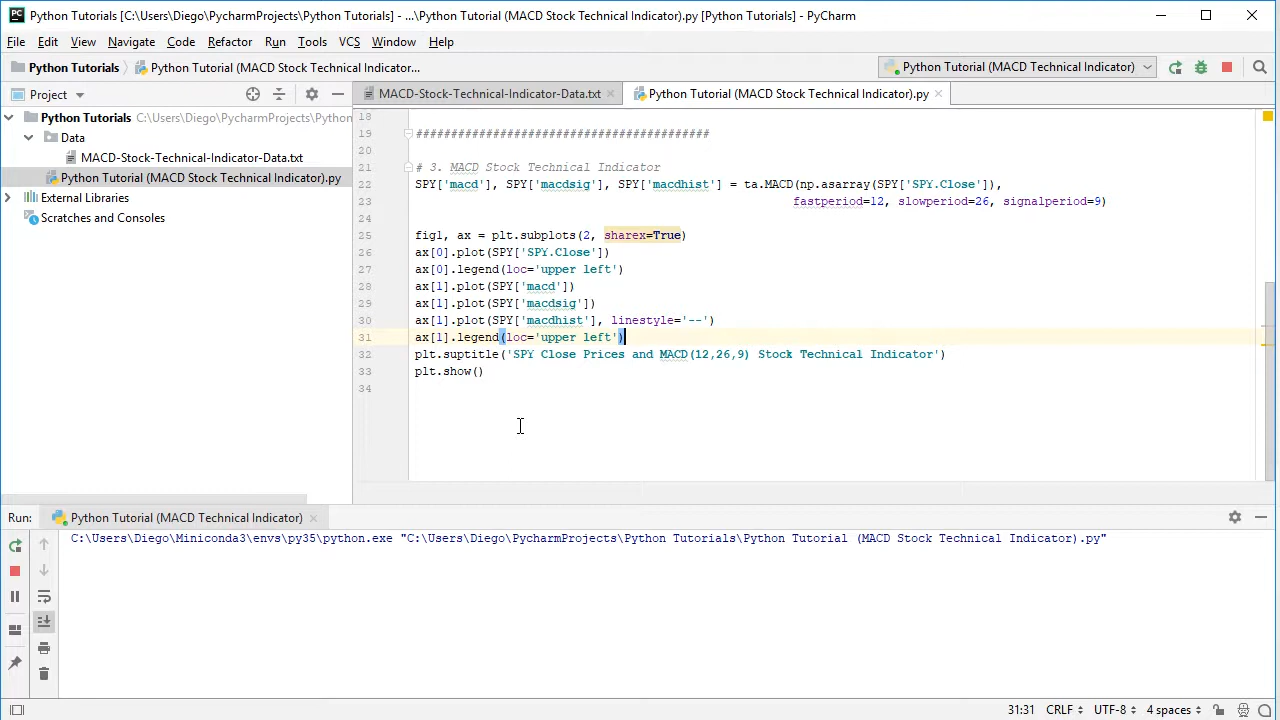 Python Tutorials [C:\Users\Diego\PycharmProjects\Python Tutorials] - ...\Python Tutorial (MACD Stock Technical Indicator).py [Python Tutorials] - PyCharm
File Edit View Navigate Code Refactor Run Tools VCS Window Help
Python Tutorials Python Tutorial (MACD Stock Technical Indicator... Python Tutorial (MACD Technical Indicator)
Project MACD-Stock-Technical-Indicator-Data.txt Python Tutorial (MACD Stock Technical Indicator).py
Python Tutorials C:\Users\Diego\PycharmProjects\Python
Data
MACD-Stock-Technical-Indicator-Data.txt
Python Tutorial (MACD Stock Technical Indicator).py
External Libraries
Scratches and Consoles
18
19 ##########################################
20
21 # 3. MACD Stock Technical Indicator
22 SPY['macd'], SPY['macdsig'], SPY['macdhist'] = ta.MACD(np.asarray(SPY['SPY.Close']),
23 fastperiod=12, slowperiod=26, signalperiod=9)
24
25 fig1, ax = plt.subplots(2, sharex=True)
26 ax[0].plot(SPY['SPY.Close'])
27 ax[0].legend(loc='upper left')
28 ax[1].plot(SPY['macd'])
29 ax[1].plot(SPY['macdsig'])
30 ax[1].plot(SPY['macdhist'], linestyle='--')
31 ax[1].legend(loc='upper left')
32 plt.suptitle('SPY Close Prices and MACD(12,26,9) Stock Technical Indicator')
33 plt.show()
34
Run: Python Tutorial (MACD Technical Indicator)
C:\Users\Diego\Miniconda3\envs\py35\python.exe "C:\Users\Diego\PycharmProjects\Python Tutorials\Python Tutorial (MACD Stock Technical Indicator).py"
31:31 CRLF UTF-8 4 spaces